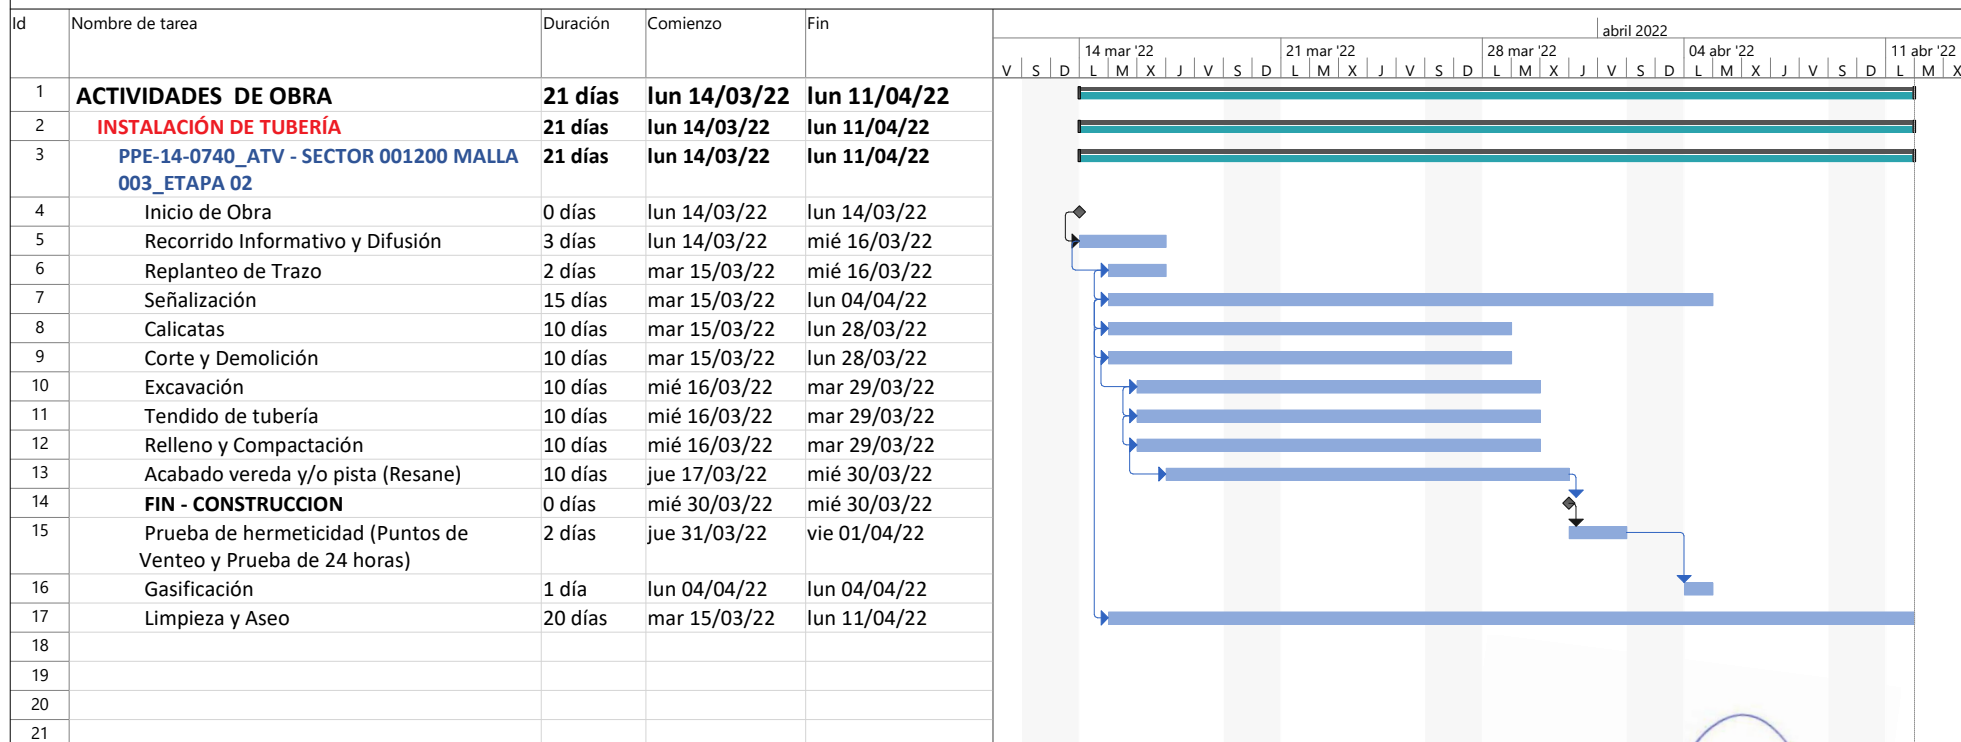 Id Nombre de tarea Duración Comienzo Fin
abril 2022
14 mar '22 21 mar '22 28 mar '22 04 abr '22 11 abr '22
V S D L M X J V S D L M X J V S D L M X J V S D L M X J V S D L M X
1 ACTIVIDADES DE OBRA 21 días lun 14/03/22 lun 11/04/22
2 INSTALACIÓN DE TUBERÍA 21 días lun 14/03/22 lun 11/04/22
3 PPE-14-0740_ATV - SECTOR 001200 MALLA 21 días lun 14/03/22 lun 11/04/22
003_ETAPA 02
4 Inicio de Obra 0 días lun 14/03/22 lun 14/03/22
5 Recorrido Informativo y Difusión 3 días lun 14/03/22 mié 16/03/22
6 Replanteo de Trazo 2 días mar 15/03/22 mié 16/03/22
7 Señalización 15 días mar 15/03/22 lun 04/04/22
8 Calicatas 10 días mar 15/03/22 lun 28/03/22
9 Corte y Demolición 10 días mar 15/03/22 lun 28/03/22
10 Excavación 10 días mié 16/03/22 mar 29/03/22
11 Tendido de tubería 10 días mié 16/03/22 mar 29/03/22
12 Relleno y Compactación 10 días mié 16/03/22 mar 29/03/22
13 Acabado vereda y/o pista (Resane) 10 días jue 17/03/22 mié 30/03/22
14 FIN - CONSTRUCCION 0 días mié 30/03/22 mié 30/03/22
15 Prueba de hermeticidad (Puntos de 2 días jue 31/03/22 vie 01/04/22
Venteo y Prueba de 24 horas)
16 Gasificación 1 día lun 04/04/22 lun 04/04/22
17 Limpieza y Aseo 20 días mar 15/03/22 lun 11/04/22
18
19
20
21